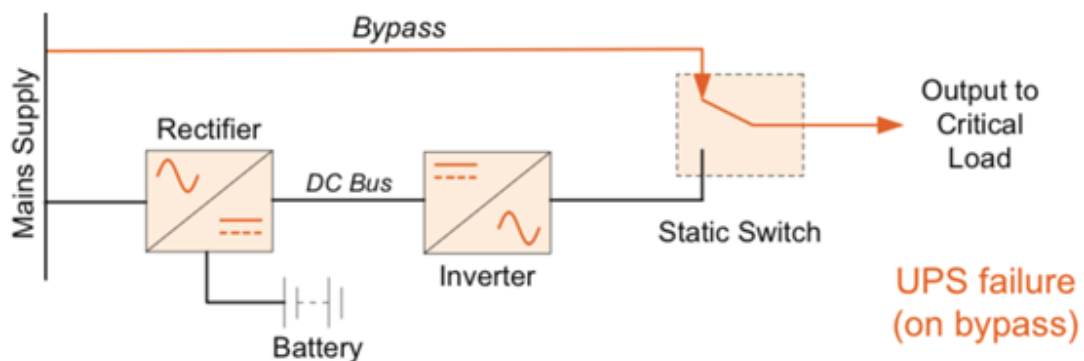 Mains Supply
Bypass
Rectifier
DC Bus
Inverter
Battery
Static Switch
Output to
Critical
Load
UPS failure
(on bypass)